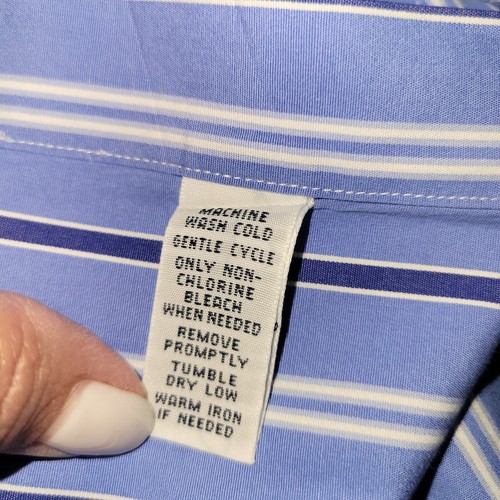 MACHINE
WASH COLD
GENTLE CYCLE
ONLY NON-
CHLORINE
BLEACH
WHEN NEEDED
REMOVE
PROMPTLY
TUMBLE
DRY LOW
WARM IRON
IF NEEDED